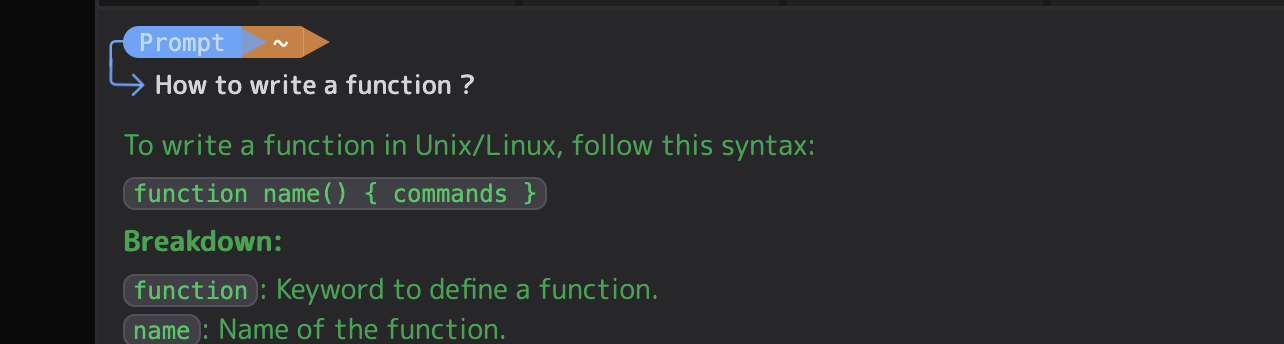 Prompt ~
How to write a function ?
To write a function in Unix/Linux, follow this syntax:
function name() { commands }
Breakdown:
function: Keyword to define a function.
name: Name of the function.